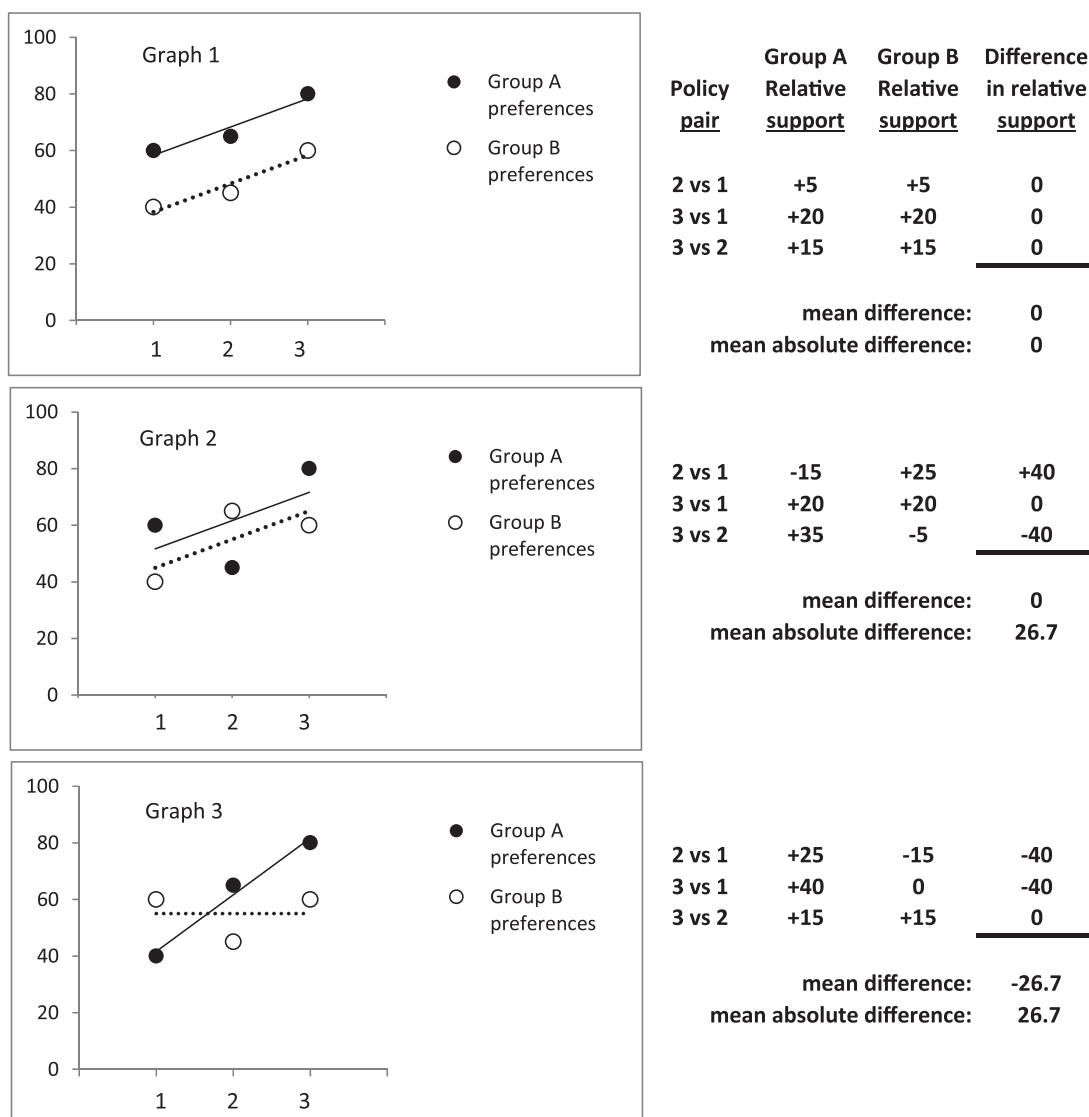 Graph 1
100
80
60
40
20
0
1 2 3
Group A
preferences
Group B
preferences
Group A Group B Difference
Policy Relative Relative in relative
pair support support support
2 vs 1 +5 +5 0
3 vs 1 +20 +20 0
3 vs 2 +15 +15 0
mean difference: 0
mean absolute difference: 0
Graph 2
100
80
60
40
20
0
1 2 3
Group A
preferences
Group B
preferences
2 vs 1 -15 +25 +40
3 vs 1 +20 +20 0
3 vs 2 +35 -5 -40
mean difference: 0
mean absolute difference: 26.7
Graph 3
100
80
60
40
20
0
1 2 3
Group A
preferences
Group B
preferences
2 vs 1 +25 -15 -40
3 vs 1 +40 0 -40
3 vs 2 +15 +15 0
mean difference: -26.7
mean absolute difference: 26.7